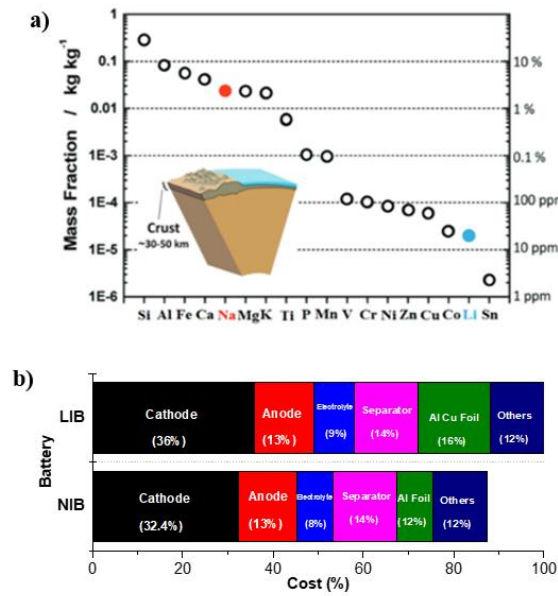 a)
Mass Fraction / kg kg⁻¹
0.1
0.01
1E-3
1E-4
1E-5
1E-6
10 %
1 %
0.1 %
100 ppm
10 ppm
1 ppm
Crust
~30-50 km
Si Al Fe Ca Na Mg K Ti P Mn V Cr Ni Zn Cu Co Li Sn
b)
Battery
LIB
Cathode Anode Electrolyte Separator Al Cu Foil Others
(36%) (13%) (9%) (14%) (16%) (12%)
NIB
Cathode Anode Electrolyte Separator Al Foil Others
(32.4%) (13%) (8%) (14%) (12%) (12%)
0 20 40 60 80 100
Cost (%)